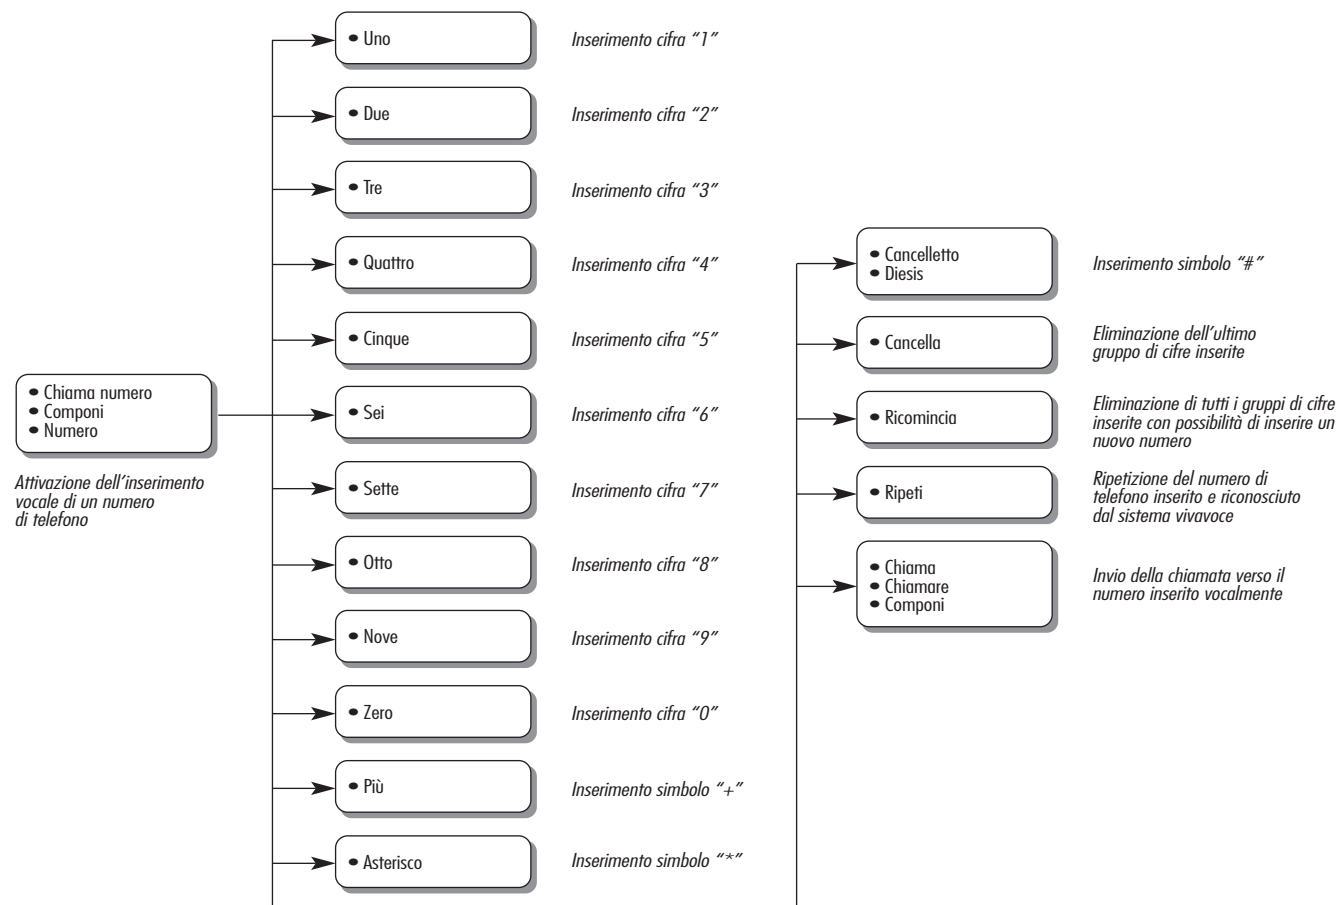 • Chiama numero
• Componi
• Numero
Attivazione dell'inserimento
vocale di un numero
di telefono
• Uno
Inserimento cifra "1"
• Due
Inserimento cifra "2"
• Tre
Inserimento cifra "3"
• Quattro
Inserimento cifra "4"
• Cinque
Inserimento cifra "5"
• Sei
Inserimento cifra "6"
• Sette
Inserimento cifra "7"
• Otto
Inserimento cifra "8"
• Nove
Inserimento cifra "9"
• Zero
Inserimento cifra "0"
• Più
Inserimento simbolo "+"
• Asterisco
Inserimento simbolo "*"
• Cancelletto
• Diesis
Inserimento simbolo "#"
• Cancella
Eliminazione dell'ultimo
gruppo di cifre inserite
• Ricomincia
Eliminazione di tutti i gruppi di cifre
inserite con possibilità di inserire un
nuovo numero
• Ripeti
Ripetizione del numero di
telefono inserito e riconosciuto
dal sistema vivavoce
• Chiama
• Chiamare
• Componi
Invio della chiamata verso il
numero inserito vocalmente